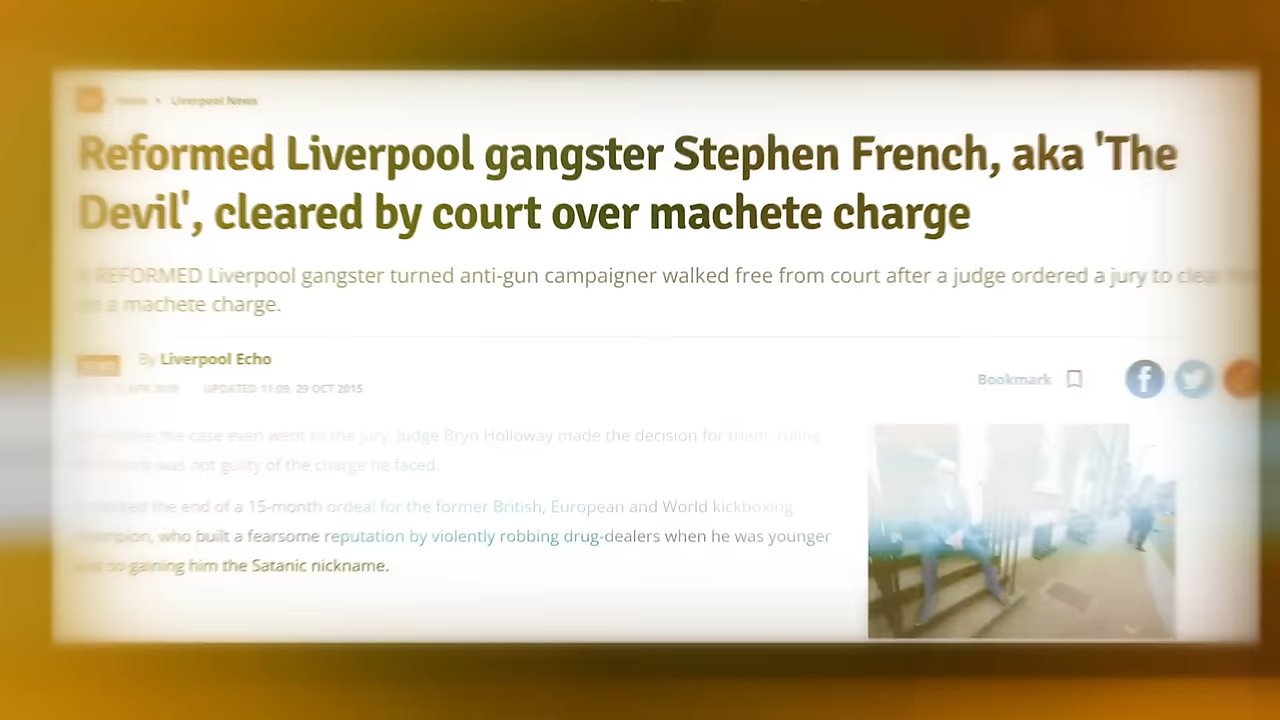 Liverpool News
Reformed Liverpool gangster Stephen French, aka 'The
Devil', cleared by court over machete charge
REFORMED Liverpool gangster turned anti-gun campaigner walked free from court after a judge ordered a jury to clear
a machete charge.
By Liverpool Echo
UPDATED 11:09, 29 OCT 2015
Bookmark
the case even went to the jury, Judge Bryn Holloway made the decision for them, ruling
was not guilty of the charge he faced.
the end of a 15-month ordeal for the former British, European and World kickboxing
who built a fearsome reputation by violently robbing drug-dealers when he was younger
so gaining him the Satanic nickname.